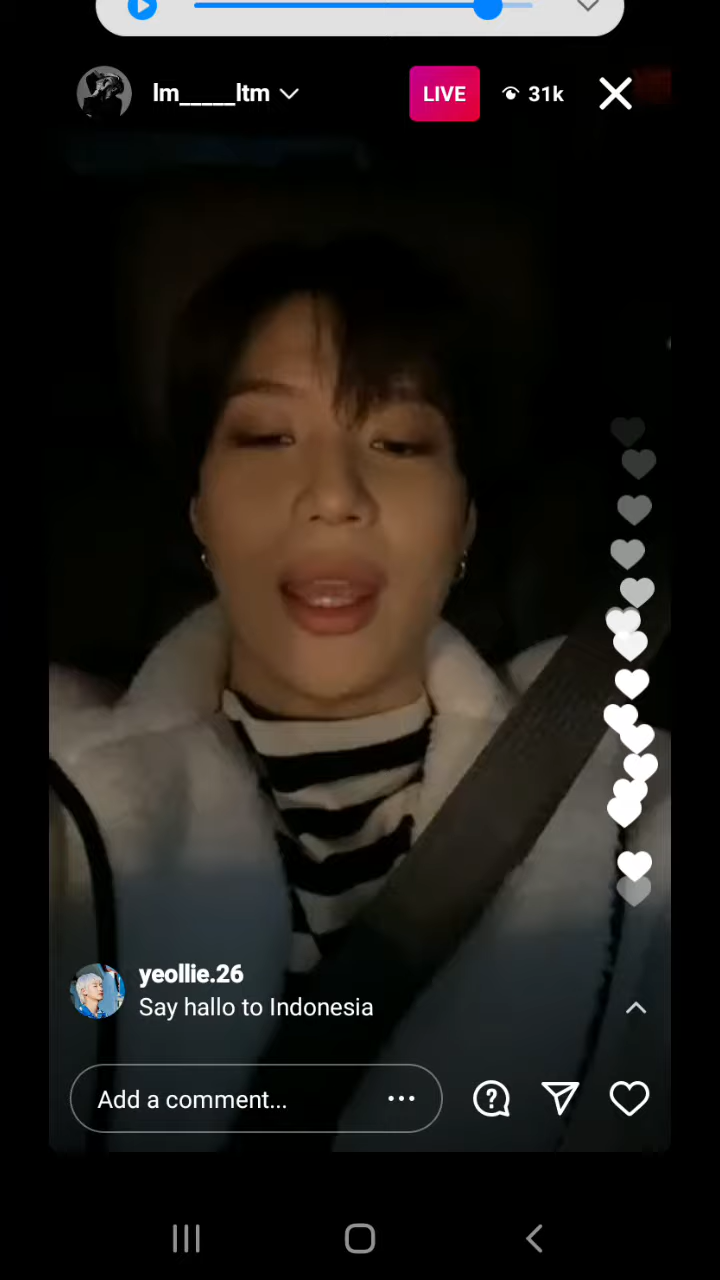 lm_____ltm
LIVE
31k
yeollie.26
Say hallo to Indonesia
Add a comment...